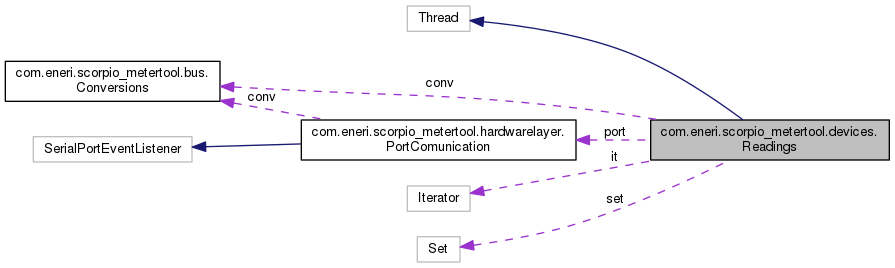 Thread
com.eneri.scorpio_metertool.bus.
Conversions
conv
conv
com.eneri.scorpio_metertool.hardwarelayer.
PortComunication
port
com.eneri.scorpio_metertool.devices.
Readings
SerialPortEventListener
it
Iterator
set
Set